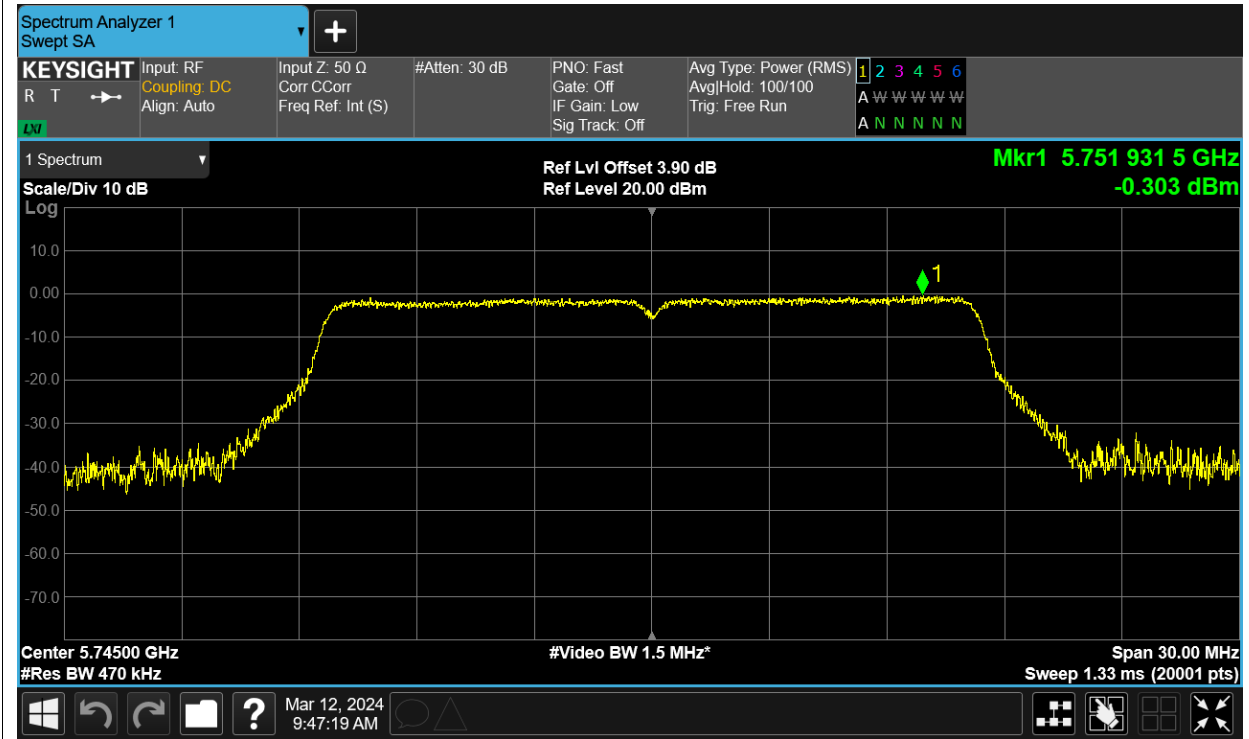 Spectrum Analyzer 1
Swept SA
+
KEYSIGHT
R T
LXI
Input: RF
Coupling: DC
Align: Auto
Input Z: 50 Ω
Corr CCorr
Freq Ref: Int (S)
#Atten: 30 dB
PNO: Fast
Gate: Off
IF Gain: Low
Sig Track: Off
Avg Type: Power (RMS)
Avg|Hold: 100/100
Trig: Free Run
1 2 3 4 5 6
A W W W W W
A N N N N N
1 Spectrum
Scale/Div 10 dB
Log
Ref Lvl Offset 3.90 dB
Ref Level 20.00 dBm
Mkr1 5.751 931 5 GHz
-0.303 dBm
1
10.0
0.00
-10.0
-20.0
-30.0
-40.0
-50.0
-60.0
-70.0
Center 5.74500 GHz
#Res BW 470 kHz
#Video BW 1.5 MHz*
Span 30.00 MHz
Sweep 1.33 ms (20001 pts)
?
Mar 12, 2024
9:47:19 AM